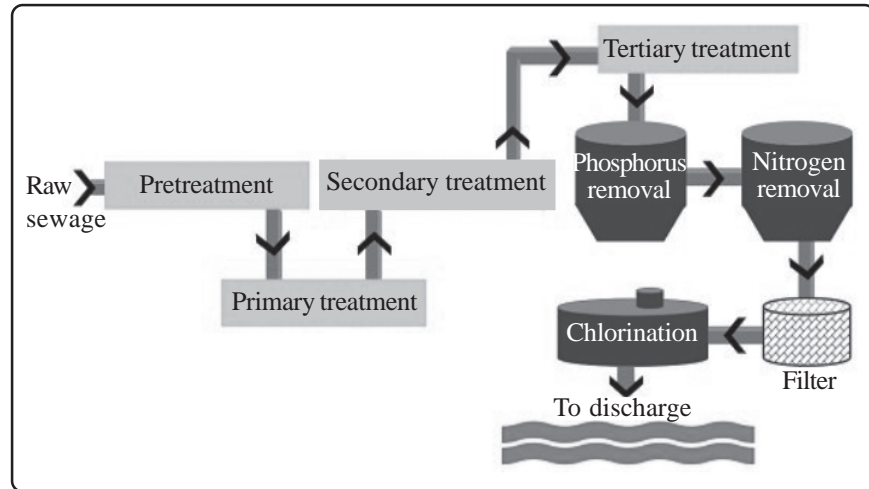 Raw
sewage
Pretreatment
Primary treatment
Secondary treatment
Tertiary treatment
Phosphorus
removal
Nitrogen
removal
Filter
Chlorination
To discharge